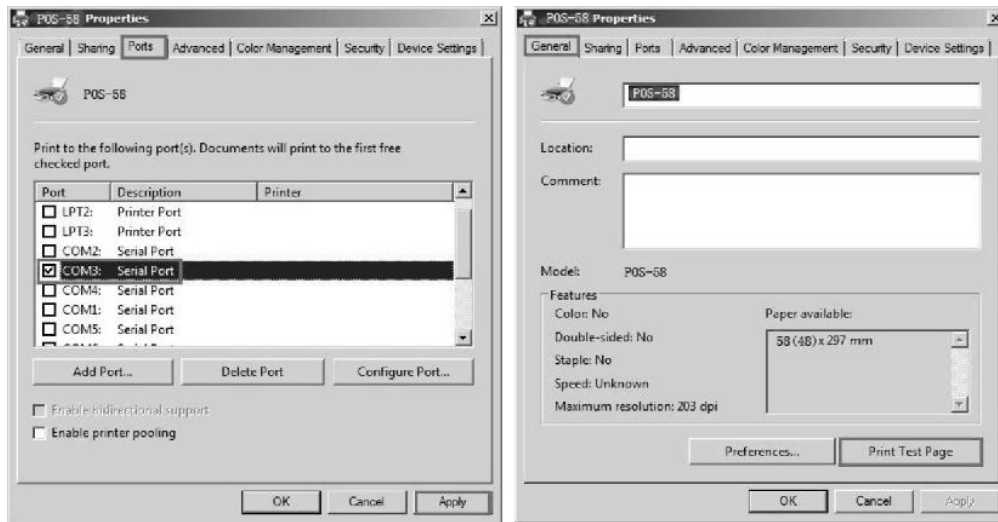 POS-58 Properties
General Sharing Ports Advanced Color Management Security Device Settings
POS-58
Print to the following port(s). Documents will print to the first free
checked port.
Port Description Printer
LPT2: Printer Port
LPT3: Printer Port
COM2: Serial Port
COM3: Serial Port
COM4: Serial Port
COM1: Serial Port
COM5: Serial Port
Add Port... Delete Port Configure Port...
Enable bidirectional support
Enable printer pooling
OK Cancel Apply
POS-58 Properties
General Sharing Ports Advanced Color Management Security Device Settings
POS-58
Location:
Comment:
Model: POS-58
Features
Color: No
Double-sided: No
Staple: No
Speed: Unknown
Maximum resolution: 203 dpi
Paper available:
58(48)x297 mm
Preferences... Print Test Page
OK Cancel Apply